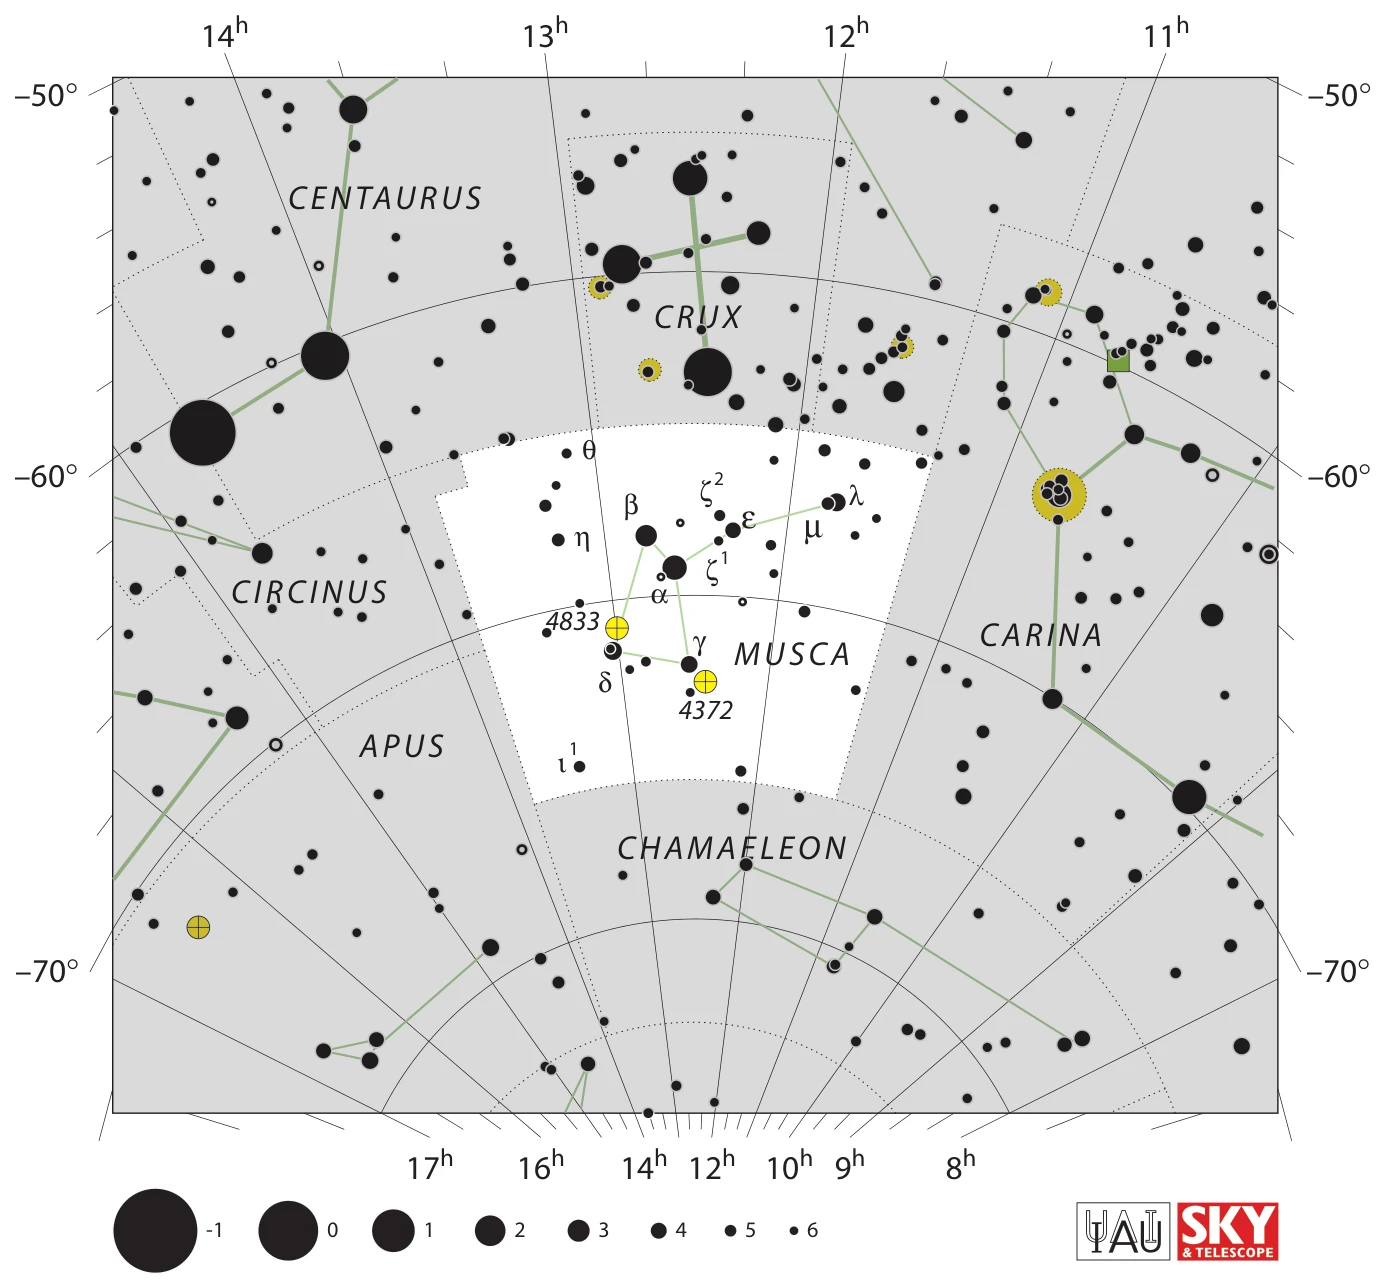 14h 13h 12h 11h
–50° –50°
CENTAURUS
CRUX
θ
–60° –60°
ζ2
β ε λ
μ
η
ζ1
α
CIRCINUS
4833
CARINA
γ MUSCA
δ
4372
APUS
ι1
CHAMAELEON
–70° –70°
17h 16h 14h 12h 10h 9h 8h
-1 0 1 2 3 4 5 6
IAU SKY
& TELESCOPE